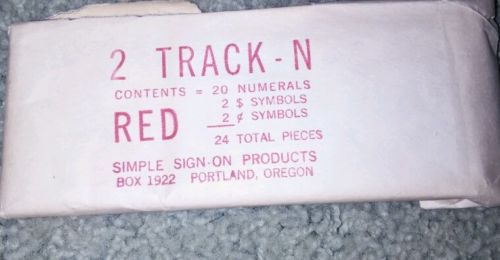 2 TRACK-N
CONTENTS = 20 NUMERALS
2 $ SYMBOLS
RED 2 ¢ SYMBOLS
24 TOTAL PIECES
SIMPLE SIGN-ON PRODUCTS
BOX 1922 PORTLAND, OREGON